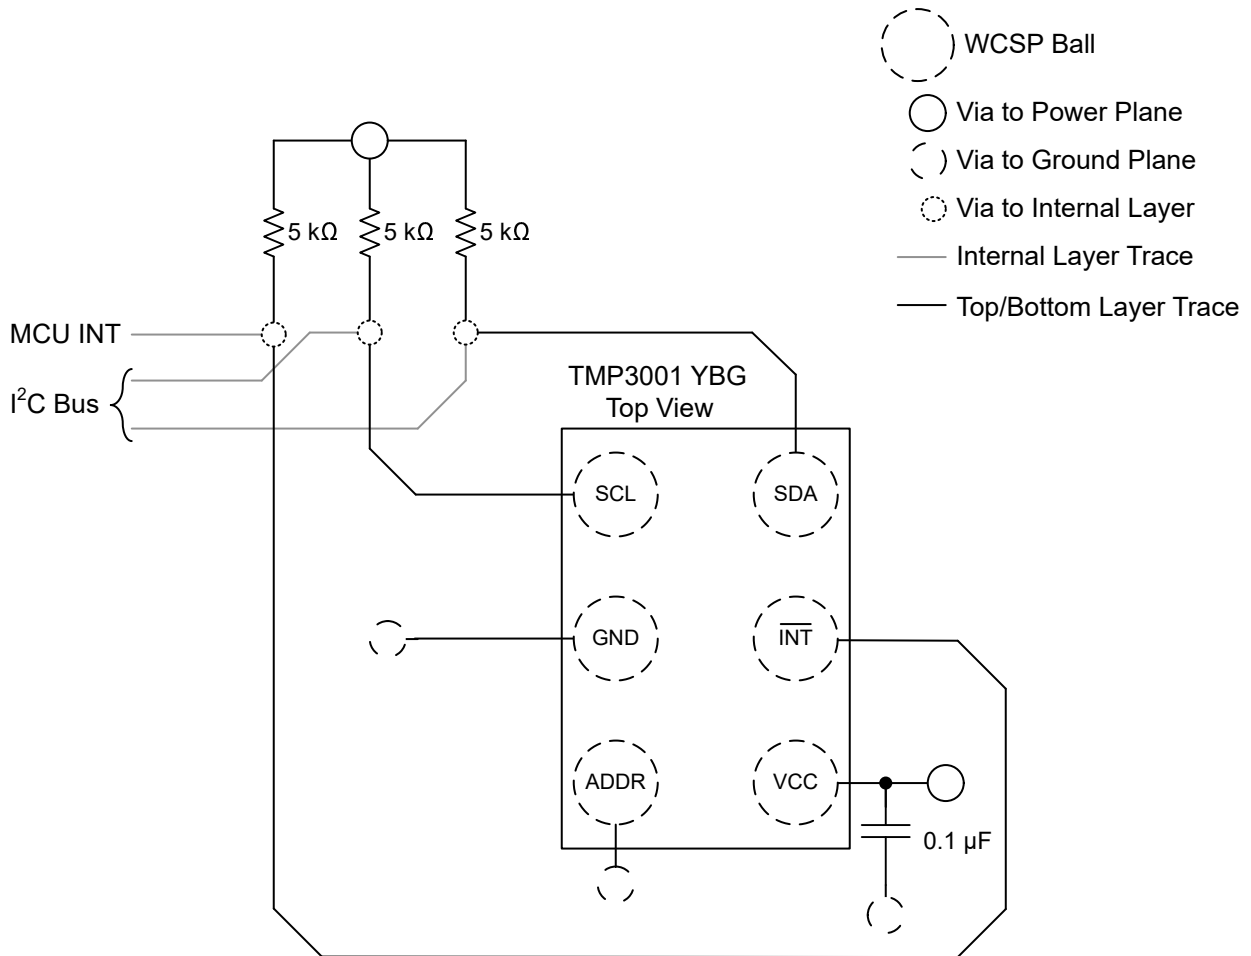 WCSP Ball
Via to Power Plane
Via to Ground Plane
Via to Internal Layer
Internal Layer Trace
Top/Bottom Layer Trace
5 kΩ
5 kΩ
5 kΩ
MCU INT
I²C Bus
TMP3001 YBG
Top View
SCL
SDA
GND
I̅N̅T̅
ADDR
VCC
0.1 µF